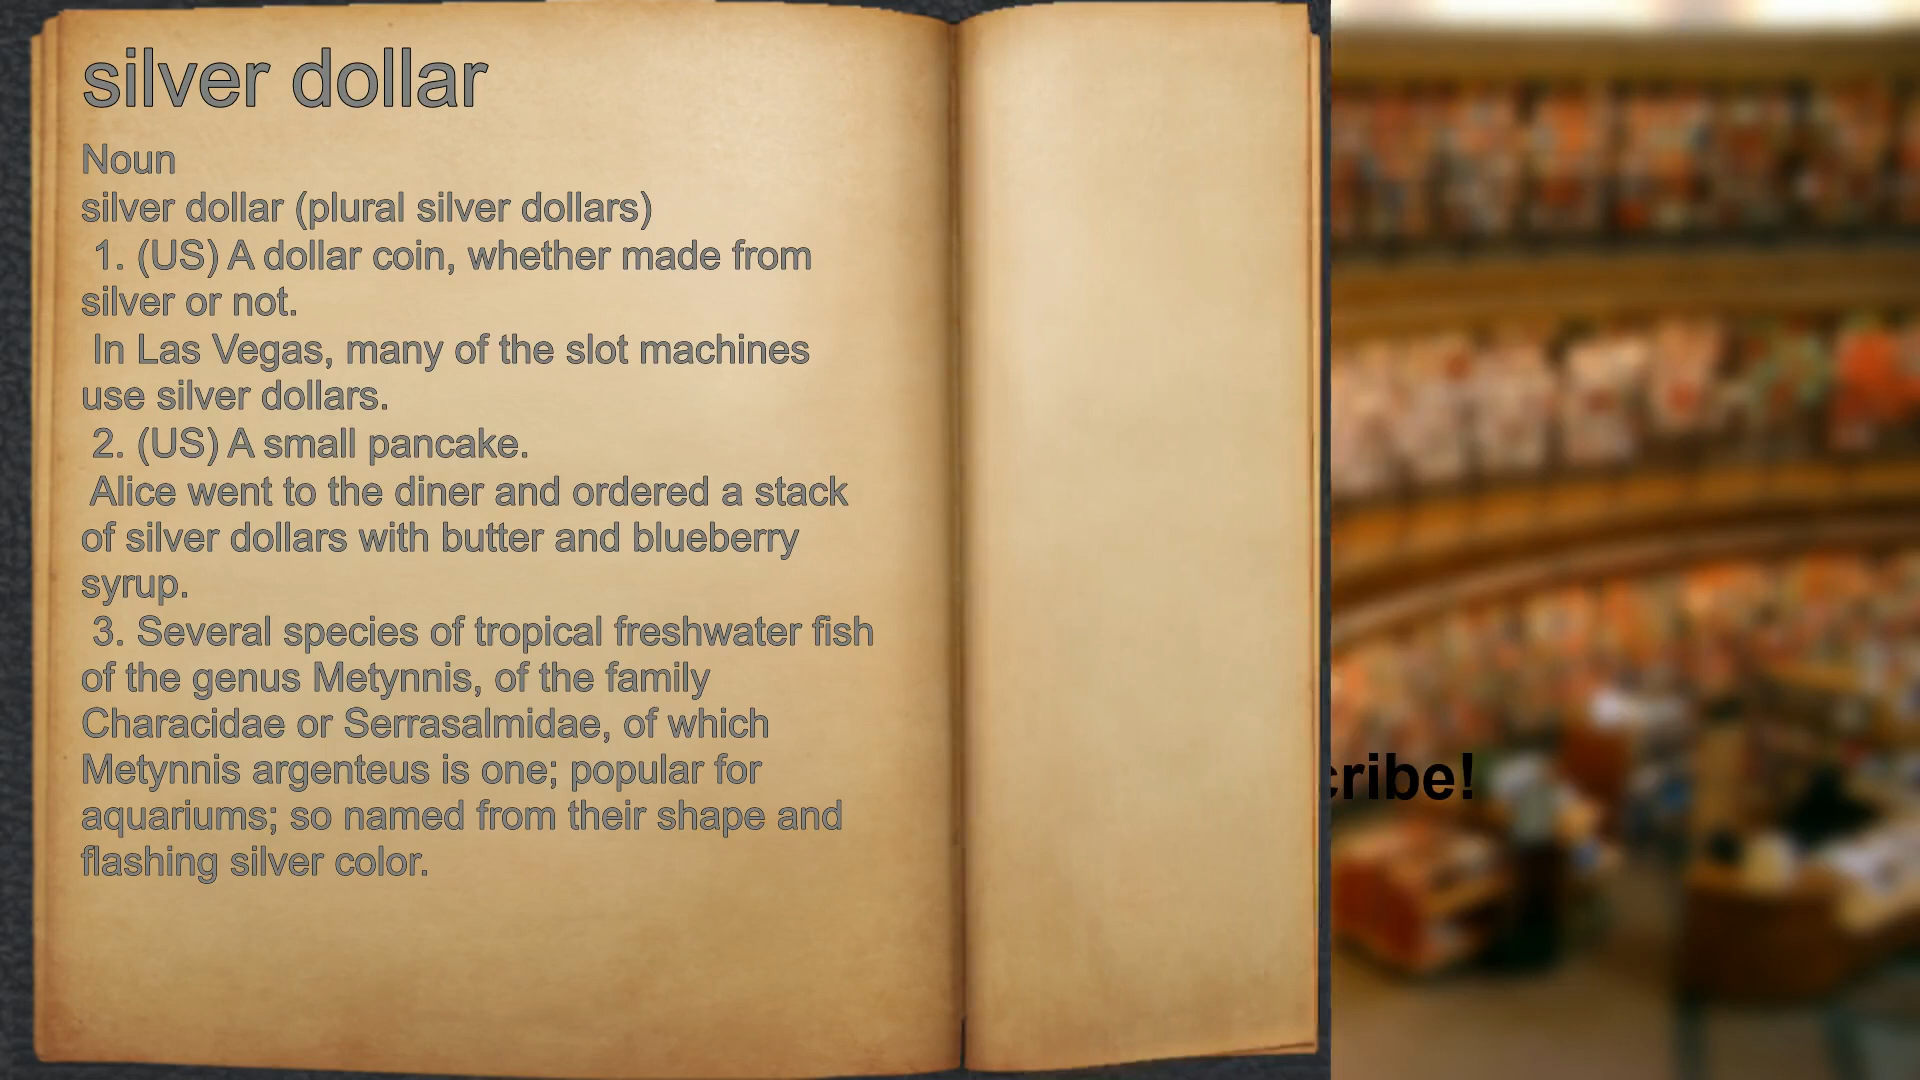 silver dollar
Noun
silver dollar (plural silver dollars)
1. (US) A dollar coin, whether made from
silver or not.
In Las Vegas, many of the slot machines
use silver dollars.
2. (US) A small pancake.
Alice went to the diner and ordered a stack
of silver dollars with butter and blueberry
syrup.
3. Several species of tropical freshwater fish
of the genus Metynnis, of the family
Characidae or Serrasalmidae, of which
Metynnis argenteus is one; popular for
aquariums; so named from their shape and
flashing silver color.
cribe!